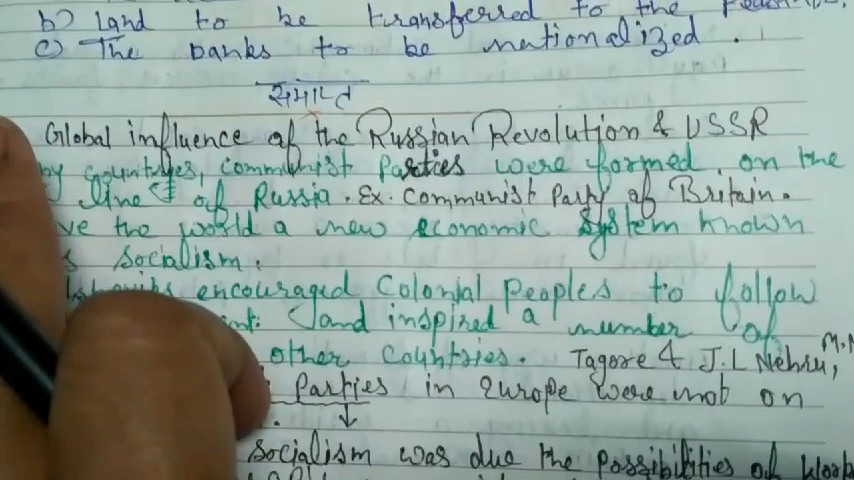 b) land to be transferred to the
c) The banks to be nationalized.
समाप्त
Global influence of the Russian Revolution & USSR
countries, communist Parties were formed on the
line of Russia. Ex. Communist Party of Britain.
ve the world a new economic system known
socialism.
encouraged Colonial Peoples to follow
and inspired a number of
other Countries. Tagore & J.L Nehru, M.N
Parties in Europe were not on
socialism was due the possibilities of